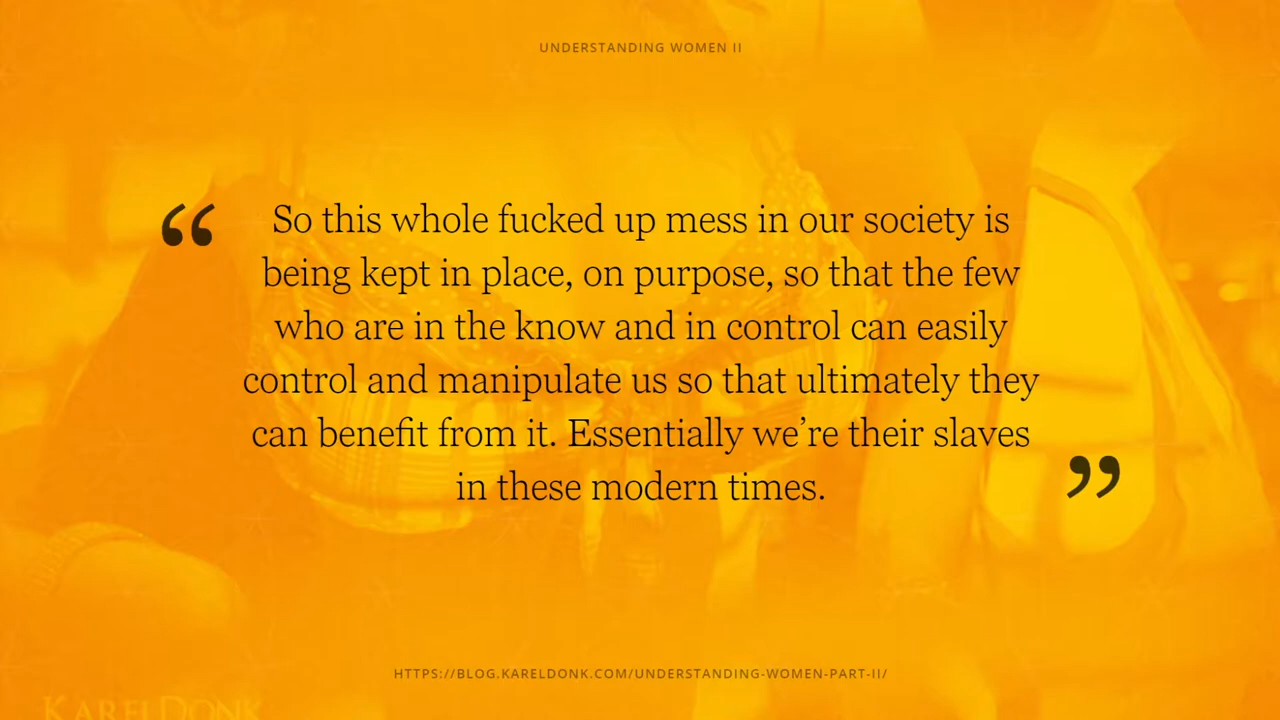 UNDERSTANDING WOMEN II
“ So this whole fucked up mess in our society is
being kept in place, on purpose, so that the few
who are in the know and in control can easily
control and manipulate us so that ultimately they
can benefit from it. Essentially we’re their slaves
in these modern times. ”
HTTPS://BLOG.KARELDONK.COM/UNDERSTANDING-WOMEN-PART-II/
KARELDONK